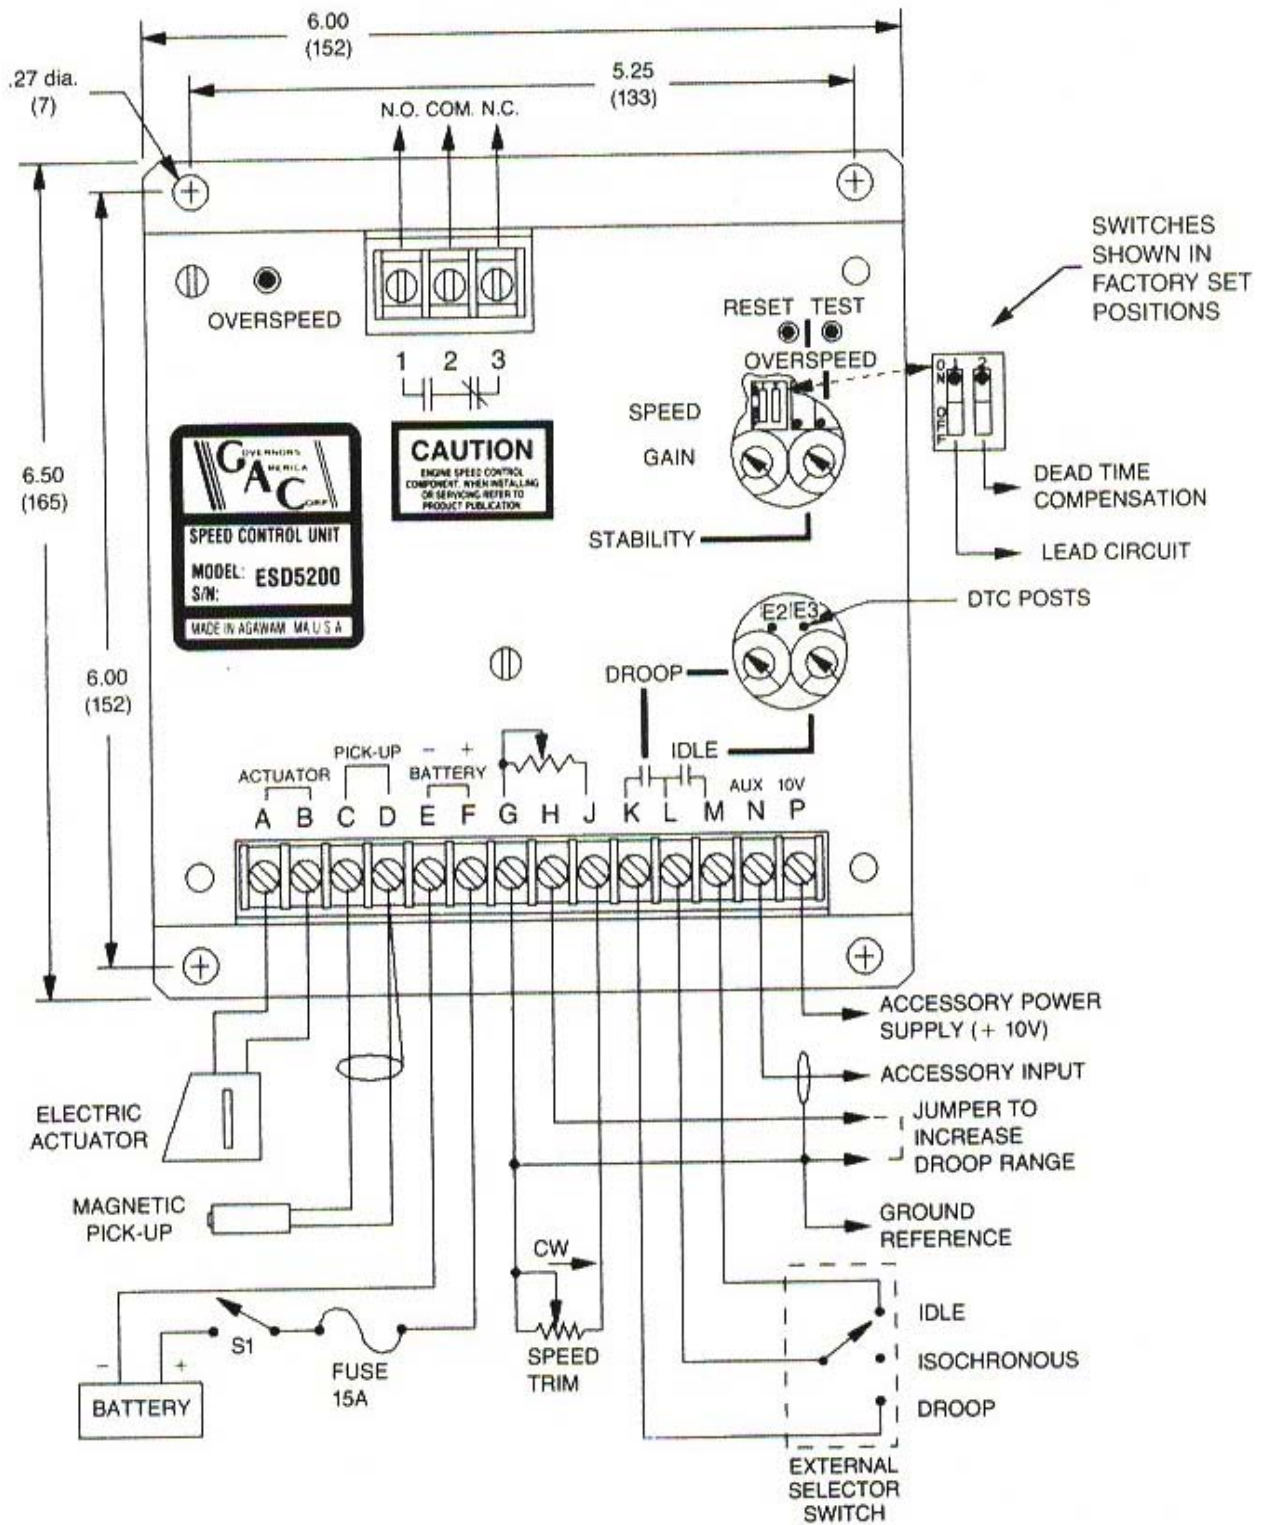 6.00
(152)
.27 dia.
(7)
5.25
(133)
N.O. COM. N.C.
SWITCHES
SHOWN IN
FACTORY SET
POSITIONS
OVERSPEED
RESET TEST
OVERSPEED
1 2 3
O
N
1 2
O
F
F
SPEED
GAIN
CAUTION
ENGINE SPEED CONTROL
COMPONENT. WHEN INSTALLING
OR SERVICING REFER TO
PRODUCT PUBLICATION
DEAD TIME
COMPENSATION
6.50
(165)
GOVERNORS
AMERICA
CORP
SPEED CONTROL UNIT
MODEL: ESD5200
S/N:
MADE IN AGAWAM MA U S A
STABILITY
LEAD CIRCUIT
E2 E3
DTC POSTS
6.00
(152)
DROOP
IDLE
ACTUATOR
PICK-UP
- +
BATTERY
AUX 10V
A B C D E F G H J K L M N P
ACCESSORY POWER
SUPPLY (+ 10V)
ACCESSORY INPUT
ELECTRIC
ACTUATOR
JUMPER TO
INCREASE
DROOP RANGE
MAGNETIC
PICK-UP
GROUND
REFERENCE
CW
IDLE
S1
FUSE
15A
SPEED
TRIM
ISOCHRONOUS
- +
BATTERY
DROOP
EXTERNAL
SELECTOR
SWITCH